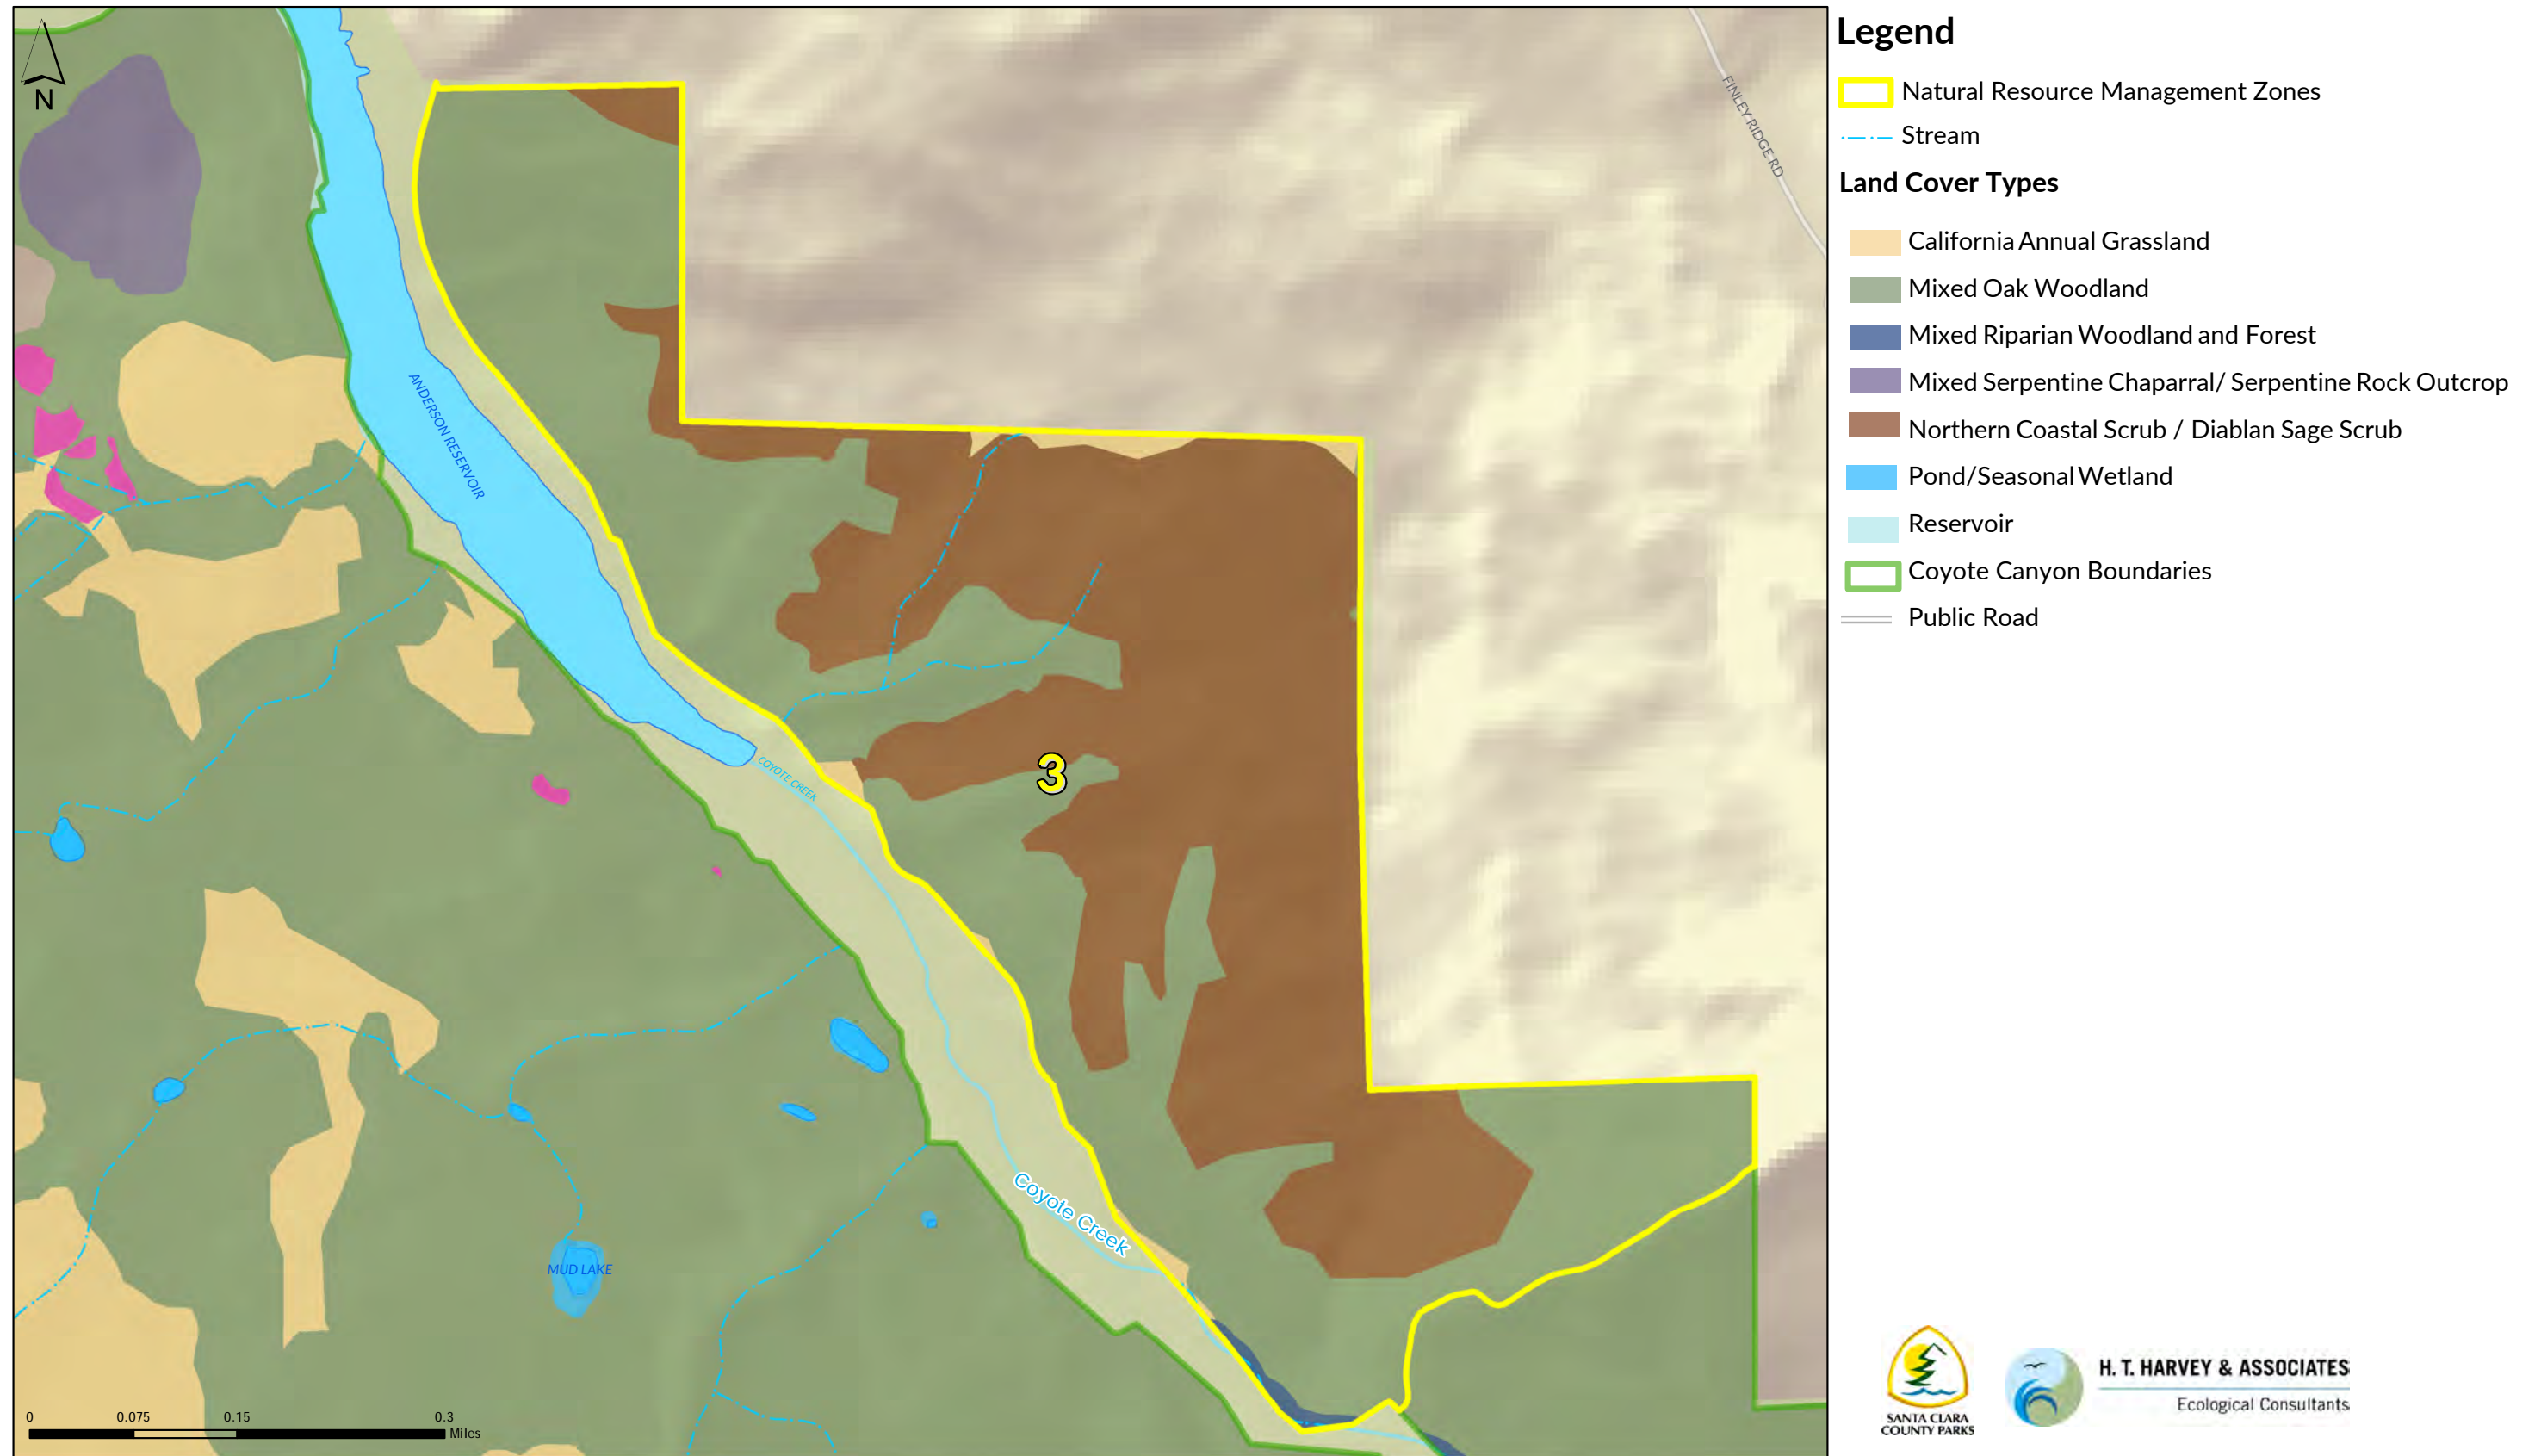 N
FINLEY RIDGE RD
ANDERSON RESERVOIR
COYOTE CREEK
3
Coyote Creek
MUD LAKE
0 0.075 0.15 0.3
Miles
Legend
Natural Resource Management Zones
Stream
Land Cover Types
California Annual Grassland
Mixed Oak Woodland
Mixed Riparian Woodland and Forest
Mixed Serpentine Chaparral/ Serpentine Rock Outcrop
Northern Coastal Scrub / Diablan Sage Scrub
Pond/Seasonal Wetland
Reservoir
Coyote Canyon Boundaries
Public Road
SANTA CLARA
COUNTY PARKS
H. T. HARVEY & ASSOCIATES
Ecological Consultants